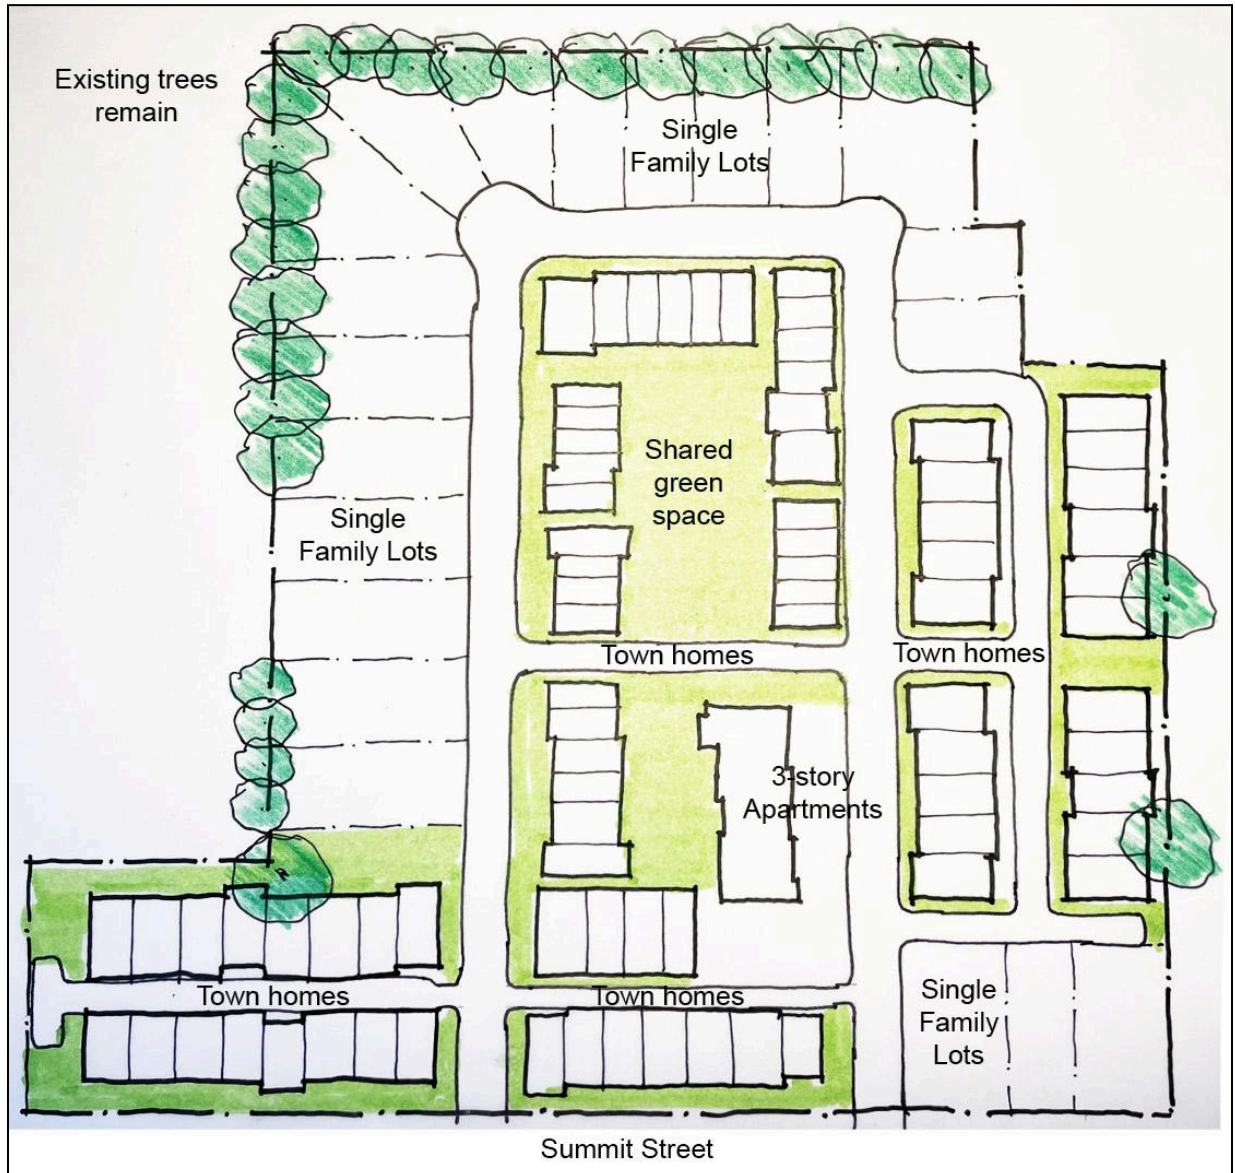 Existing trees
remain
Single
Family Lots
Shared
green
space
Single
Family Lots
Town homes
Town homes
3-story
Apartments
Town homes
Town homes
Single
Family
Lots
Summit Street